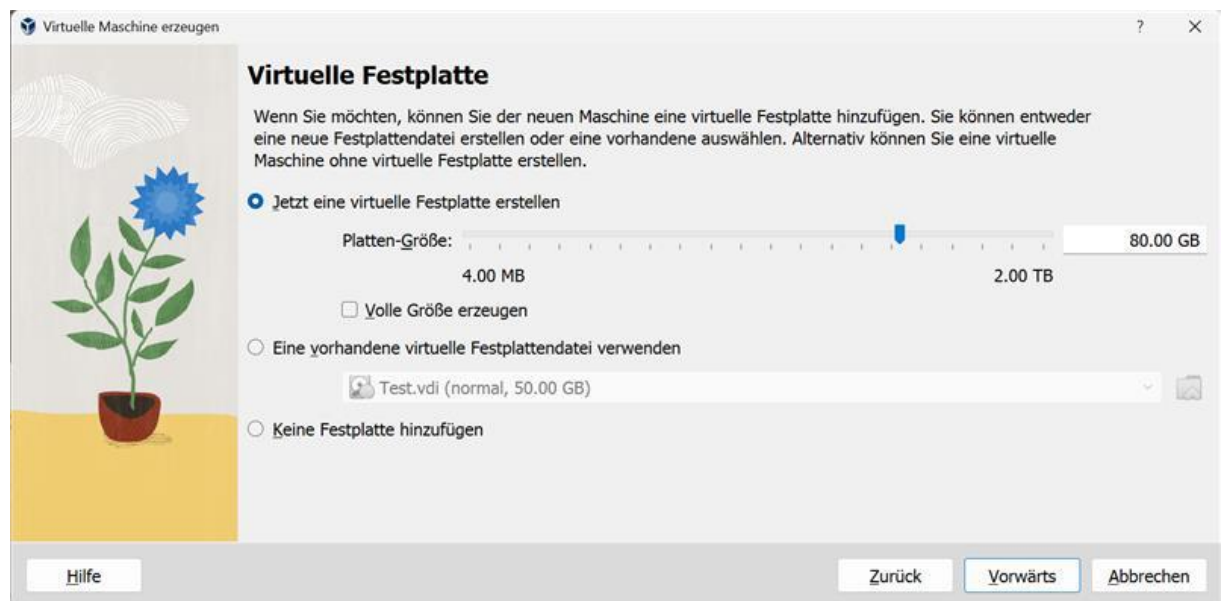 Virtuelle Maschine erzeugen
?
Virtuelle Festplatte
Wenn Sie möchten, können Sie der neuen Maschine eine virtuelle Festplatte hinzufügen. Sie können entweder
eine neue Festplattendatei erstellen oder eine vorhandene auswählen. Alternativ können Sie eine virtuelle
Maschine ohne virtuelle Festplatte erstellen.
Jetzt eine virtuelle Festplatte erstellen
Platten-Größe: 80.00 GB
4.00 MB 2.00 TB
Volle Größe erzeugen
Eine vorhandene virtuelle Festplattendatei verwenden
Test.vdi (normal, 50.00 GB)
Keine Festplatte hinzufügen
Hilfe Zurück Vorwärts Abbrechen